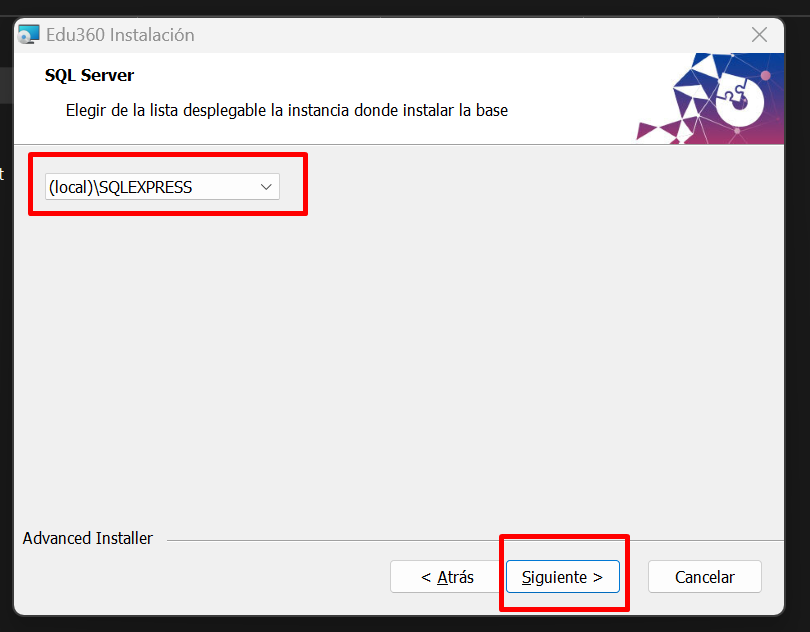 Edu360 Instalación
SQL Server
Elegir de la lista desplegable la instancia donde instalar la base
t
(local)\SQLEXPRESS
Advanced Installer
< Atrás
Siguiente >
Cancelar